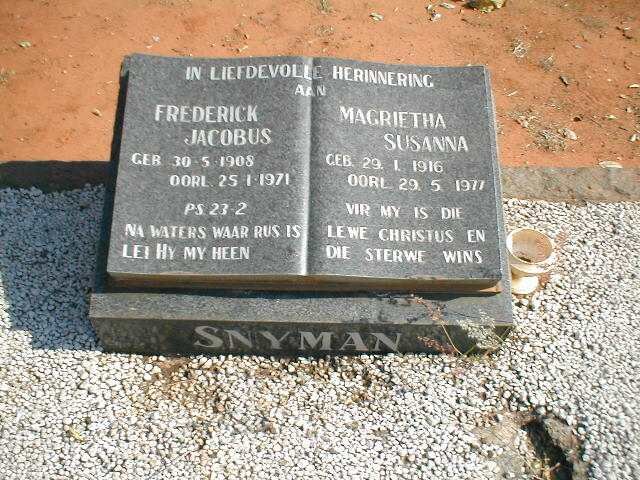 IN LIEFDEVOLLE HERINNERING
AAN
FREDERICK
JACOBUS
GEB. 30·5·1908
OORL. 25·1·1971
PS. 23·2
NA WATERS WAAR RUS IS
LEI HY MY HEEN
MAGRIETHA
SUSANNA
GEB. 29.1.1916
OORL. 29.5.1977
VIR MY IS DIE
LEWE CHRISTUS EN
DIE STERWE WINS
SNYMAN